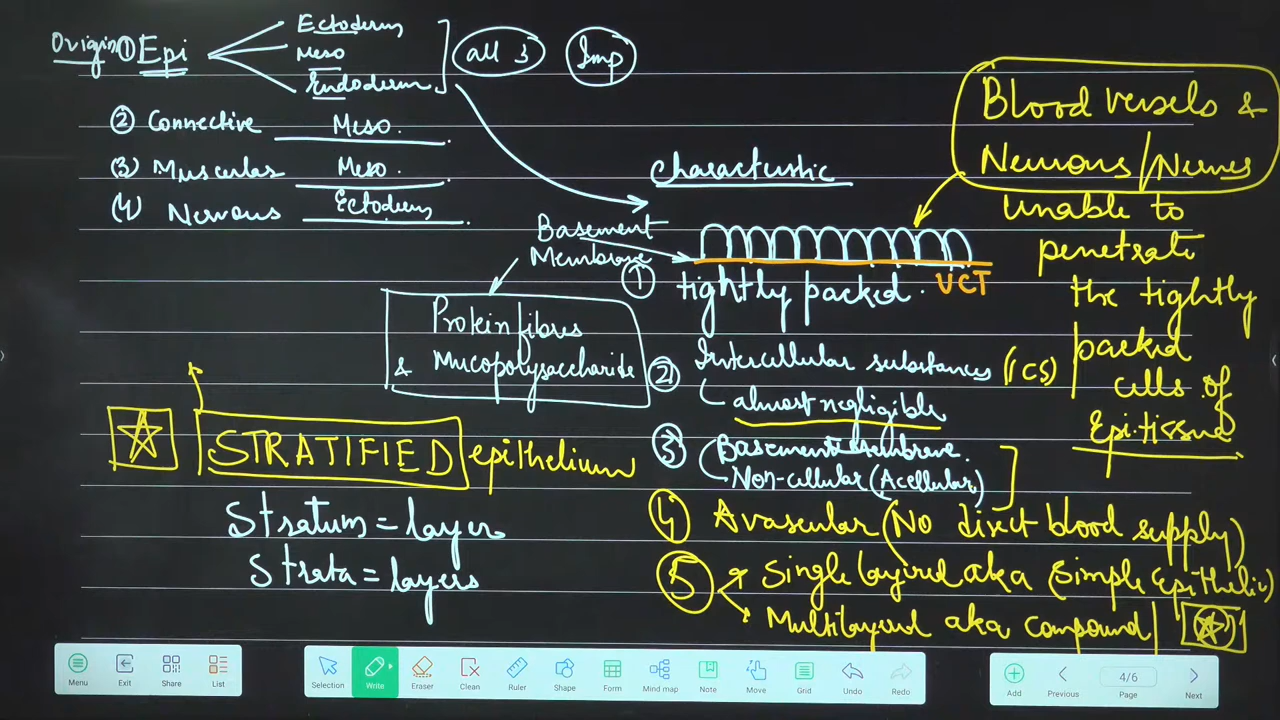 Origin ① Epi
Ectoderm
Meso
Endoderm
all 3
Imp
② Connective Meso.
(3) Muscular Meso.
(4) Nervous Ectoderm
Blood vessels &
Neurons/Nerves
unable to
penetrate
the tightly
packed
cells of
Epi.tissue
Characteristic
Basement
Membrane
① tightly packed.
UCT
Protein fibres
& Mucopolysaccharide
② Intercellular substances (ICS)
almost negligible
③ Basement membrane.
Non-cellular (Acellular)
④ Avascular (No direct blood supply)
⑤ Single layered aka (Simple Epithelia)
Multilayered aka compound
STRATIFIED epithelium
Stratum = layer
Strata = layers
Menu
Exit
Share
List
Selection
Write
Eraser
Clean
Ruler
Shape
Form
Mind map
Note
Move
Grid
Undo
Redo
Add
Previous
4/6
Page
Next